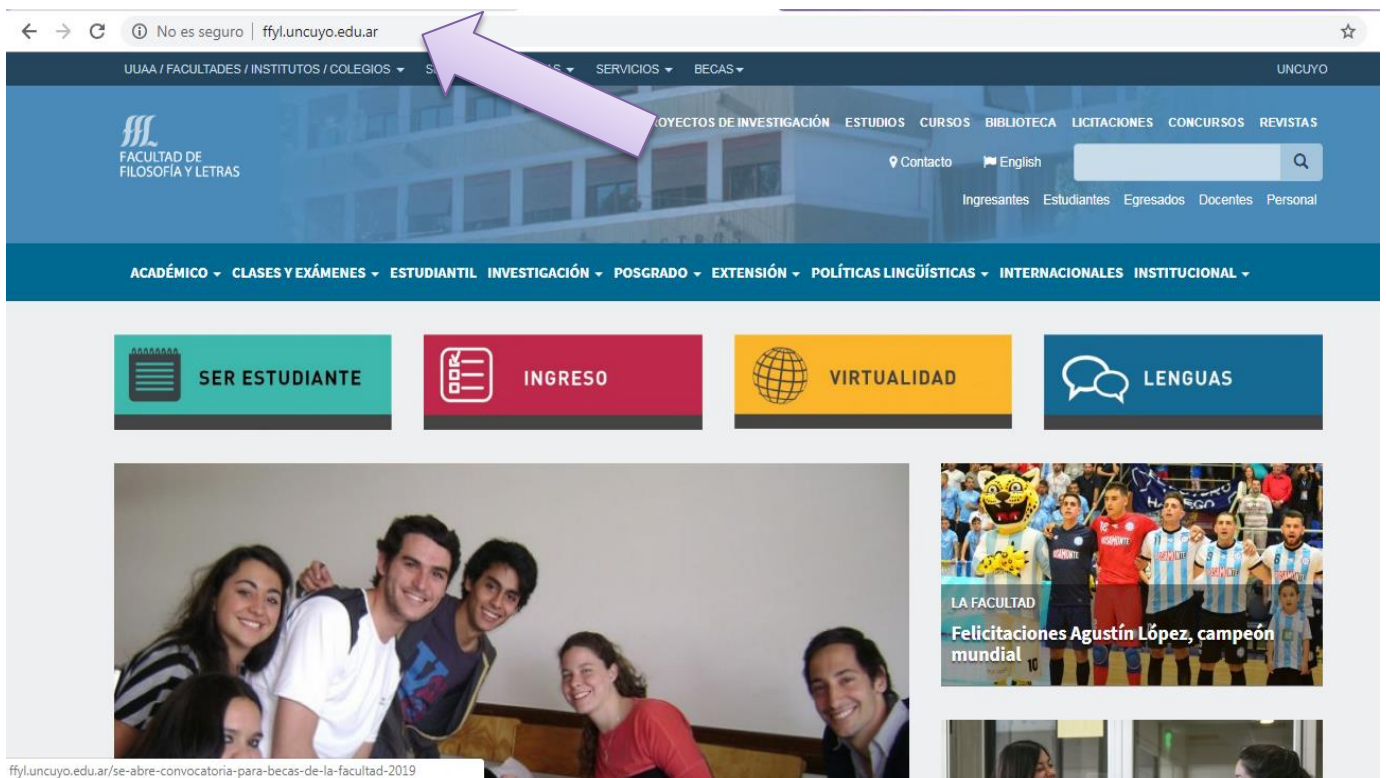 No es seguro | ffyl.uncuyo.edu.ar
UUAA / FACULTADES / INSTITUTOS / COLEGIOS SERVICIOS BECAS UNCUYO
DE INVESTIGACIÓN ESTUDIOS CURSOS BIBLIOTECA LICITACIONES CONCURSOS REVISTAS
FACULTAD DE
FILOSOFÍA Y LETRAS
Contacto English
Ingresantes Estudiantes Egresados Docentes Personal
ACADÉMICO CLASES Y EXÁMENES ESTUDIANTIL INVESTIGACIÓN POSGRADO EXTENSIÓN POLÍTICAS LINGÜÍSTICAS INTERNACIONALES INSTITUCIONAL
SER ESTUDIANTE INGRESO VIRTUALIDAD LENGUAS
LA FACULTAD
Felicitaciones Agustín López, campeón
mundial
10
ffyl.uncuyo.edu.ar/se-abre-convocatoria-para-becas-de-la-facultad-2019